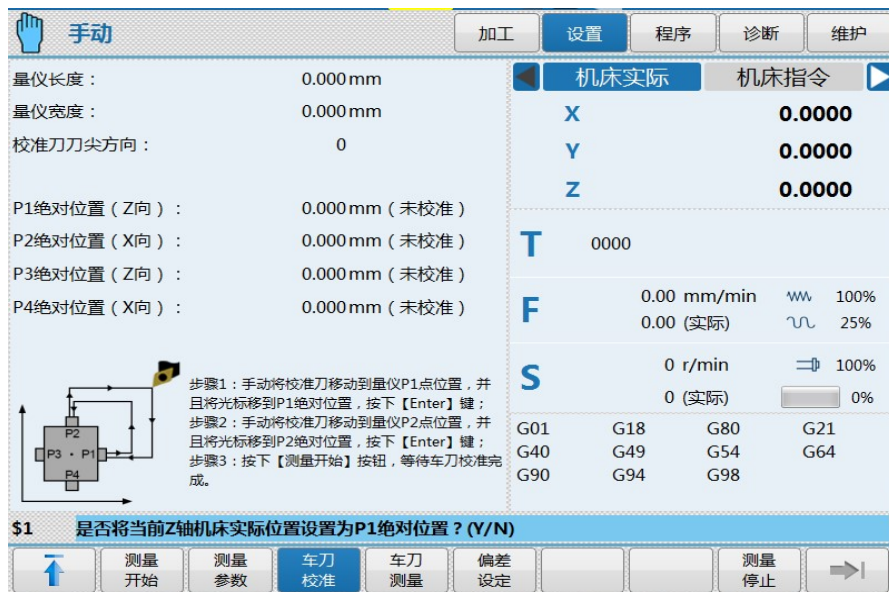 手动
加工 设置 程序 诊断 维护
量仪长度： 0.000mm
量仪宽度： 0.000mm
校准刀刀尖方向： 0
P1绝对位置（Z向）： 0.000mm（未校准）
P2绝对位置（X向）： 0.000mm（未校准）
P3绝对位置（Z向）： 0.000mm（未校准）
P4绝对位置（X向）： 0.000mm（未校准）
P2
P3 · P1
P4
步骤1：手动将校准刀移动到量仪P1点位置，并
且将光标移到P1绝对位置，按下【Enter】键；
步骤2：手动将校准刀移动到量仪P2点位置，并
且将光标移到P2绝对位置，按下【Enter】键；
步骤3：按下【测量开始】按钮，等待车刀校准完
成。
机床实际 机床指令
X 0.0000
Y 0.0000
Z 0.0000
T 0000
F 0.00 mm/min 100%
0.00 (实际) 25%
S 0 r/min 100%
0 (实际) 0%
G01 G18 G80 G21
G40 G49 G54 G64
G90 G94 G98
$1 是否将当前Z轴机床实际位置设置为P1绝对位置？(Y/N)
测量
开始
测量
参数
车刀
校准
车刀
测量
偏差
设定
测量
停止